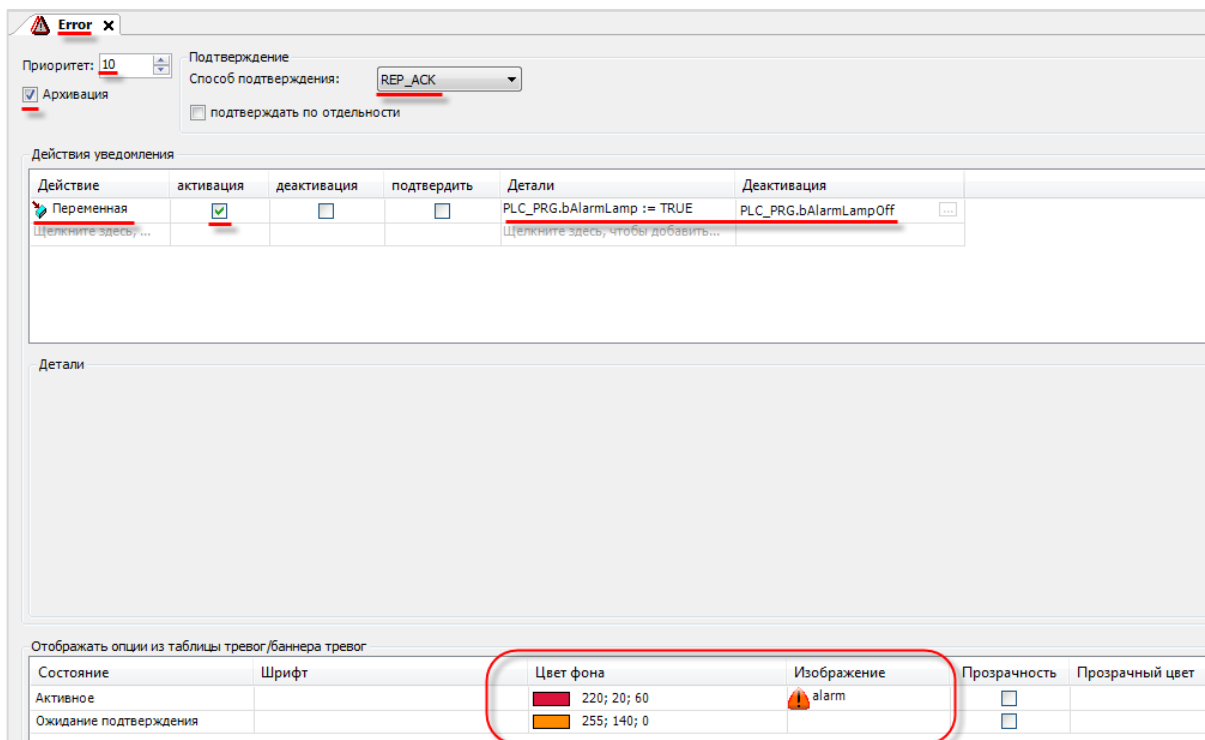 Error
Приоритет: 10
Подтверждение
Способ подтверждения: REP_ACK
Архивация
подтверждать по отдельности
Действия уведомления
Действие активация деактивация подтвердить Детали Деактивация
Переменная PLC_PRG.bAlarmLamp := TRUE PLC_PRG.bAlarmLampOff ...
Щелкните здесь, ... Щелкните здесь, чтобы добавить...
Детали
Отображать опции из таблицы тревог/баннера тревог
Состояние Шрифт Цвет фона Изображение Прозрачность Прозрачный цвет
Активное 220; 20; 60 alarm
Ожидание подтверждения 255; 140; 0